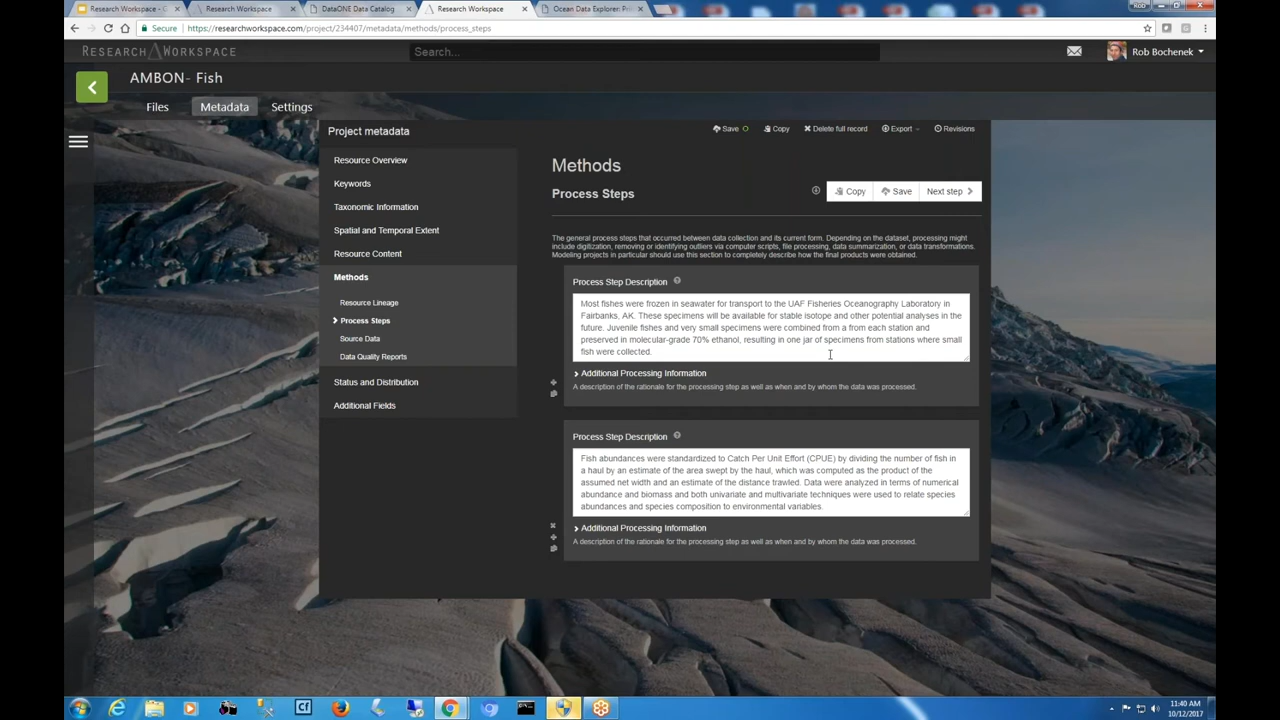 Research Workspace - G
Research Workspace
DataONE Data Catalog
Research Workspace
Ocean Data Explorer: Pri
Rob
Secure
https://researchworkspace.com/project/234407/metadata/methods/process_steps
RESEARCH WORKSPACE
Search...
Rob Bochenek
AMBON- Fish
Files
Metadata
Settings
Project metadata
Save
Copy
Delete full record
Export
Revisions
Resource Overview
Keywords
Taxonomic Information
Spatial and Temporal Extent
Resource Content
Methods
Resource Lineage
Process Steps
Source Data
Data Quality Reports
Status and Distribution
Additional Fields
Methods
Process Steps
Copy
Save
Next step
The general process steps that occurred between data collection and its current form. Depending on the dataset, processing might
include digitization, removing or identifying outliers via computer scripts, file processing, data summarization, or data transformations.
Modeling projects in particular should use this section to completely describe how the final products were obtained.
Process Step Description
Most fishes were frozen in seawater for transport to the UAF Fisheries Oceanography Laboratory in
Fairbanks, AK. These specimens will be available for stable isotope and other potential analyses in the
future. Juvenile fishes and very small specimens were combined from a from each station and
preserved in molecular-grade 70% ethanol, resulting in one jar of specimens from stations where small
fish were collected.
Additional Processing Information
A description of the rationale for the processing step as well as when and by whom the data was processed.
Process Step Description
Fish abundances were standardized to Catch Per Unit Effort (CPUE) by dividing the number of fish in
a haul by an estimate of the area swept by the haul, which was computed as the product of the
assumed net width and an estimate of the distance trawled. Data were analyzed in terms of numerical
abundance and biomass and both univariate and multivariate techniques were used to relate species
abundances and species composition to environmental variables.
Additional Processing Information
A description of the rationale for the processing step as well as when and by whom the data was processed.
Cf
11:40 AM
10/12/2017